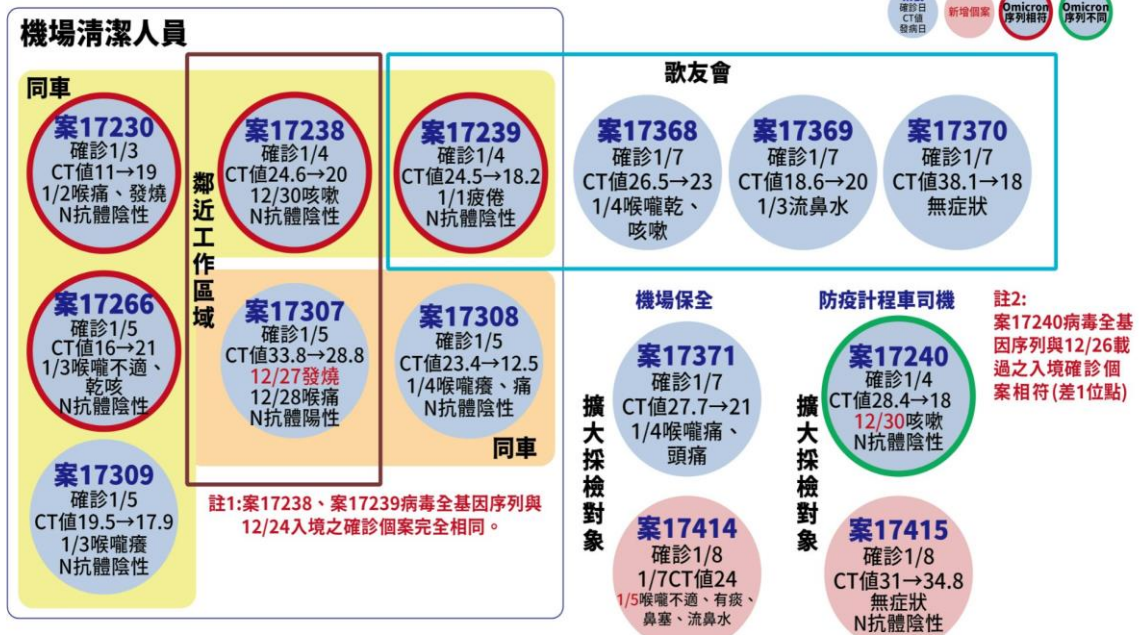 確診日
CT值
發病日
新增個案
Omicron
序列相符
Omicron
序列不同
機場清潔人員
同車
案17230
確診1/3
CT值11→19
1/2喉痛、發燒
N抗體陰性
案17238
確診1/4
CT值24.6→20
12/30咳嗽
N抗體陰性
案17239
確診1/4
CT值24.5→18.2
1/1疲倦
N抗體陰性
歌友會
案17368
確診1/7
CT值26.5→23
1/4喉嚨乾、
咳嗽
案17369
確診1/7
CT值18.6→20
1/3流鼻水
案17370
確診1/7
CT值38.1→18
無症狀
鄰近工作區域
案17266
確診1/5
CT值16→21
1/3喉嚨不適、
乾咳
N抗體陰性
案17307
確診1/5
CT值33.8→28.8
12/27發燒
12/28喉痛
N抗體陽性
案17308
確診1/5
CT值23.4→12.5
1/4喉嚨癢、痛
N抗體陰性
同車
案17309
確診1/5
CT值19.5→17.9
1/3喉嚨癢
N抗體陰性
註1:案17238、案17239病毒全基因序列與
12/24入境之確診個案完全相同。
機場保全
案17371
確診1/7
CT值27.7→21
1/4喉嚨痛、
頭痛
擴大採檢對象
案17414
確診1/8
1/7CT值24
1/5喉嚨不適、有痰、
鼻塞、流鼻水
防疫計程車司機
案17240
確診1/4
CT值28.4→18
12/30咳嗽
N抗體陰性
擴大採檢對象
案17415
確診1/8
CT值31→34.8
無症狀
N抗體陰性
註2:
案17240病毒全基
因序列與12/26載
過之入境確診個
案相符(差1位點)